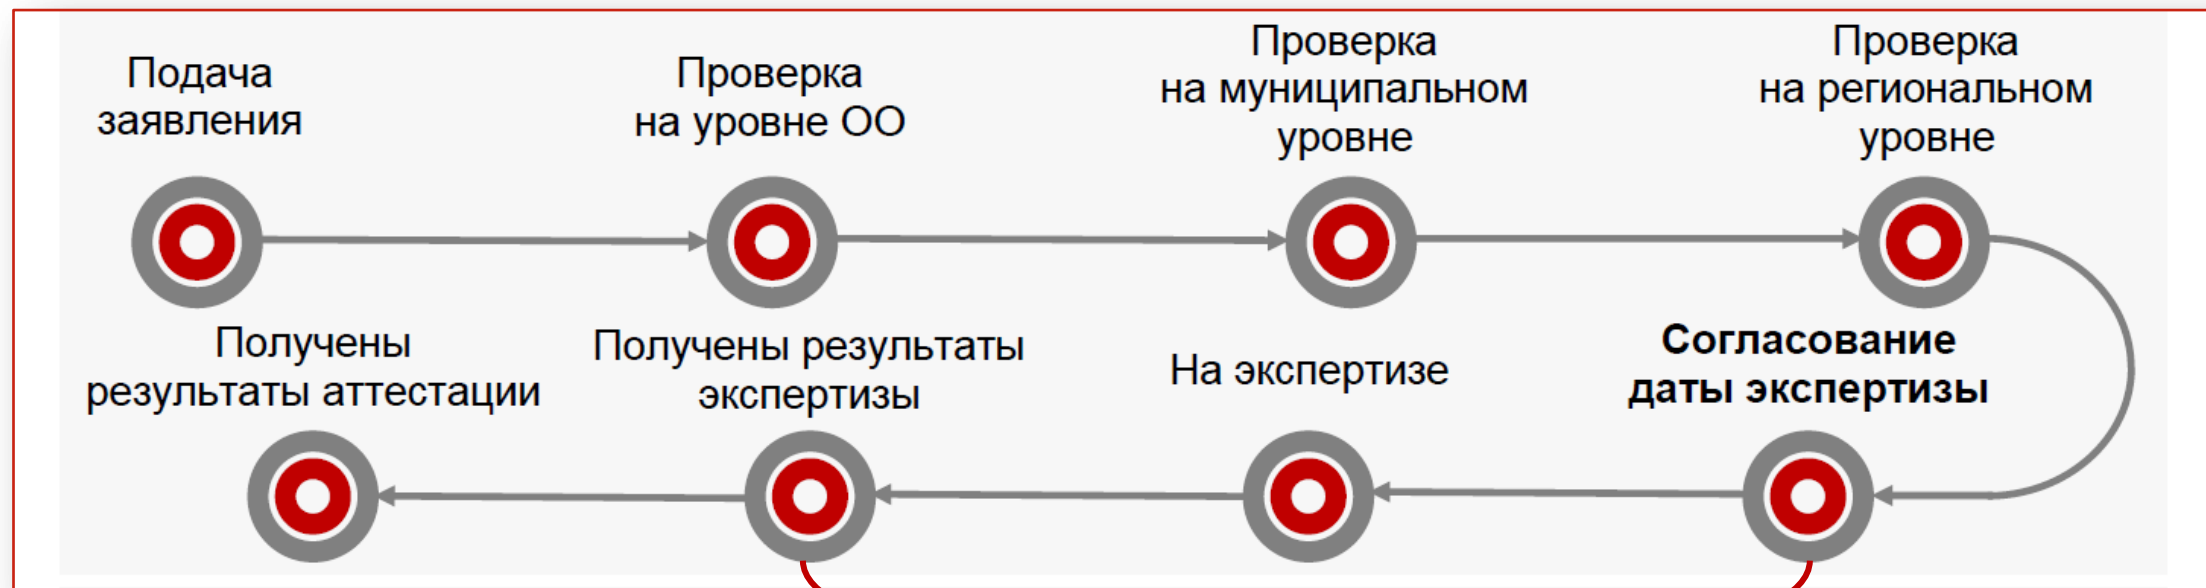 Подача
заявления
Проверка
на уровне ОО
Проверка
на муниципальном
уровне
Проверка
на региональном
уровне
Согласование
даты экспертизы
На экспертизе
Получены результаты
экспертизы
Получены
результаты аттестации